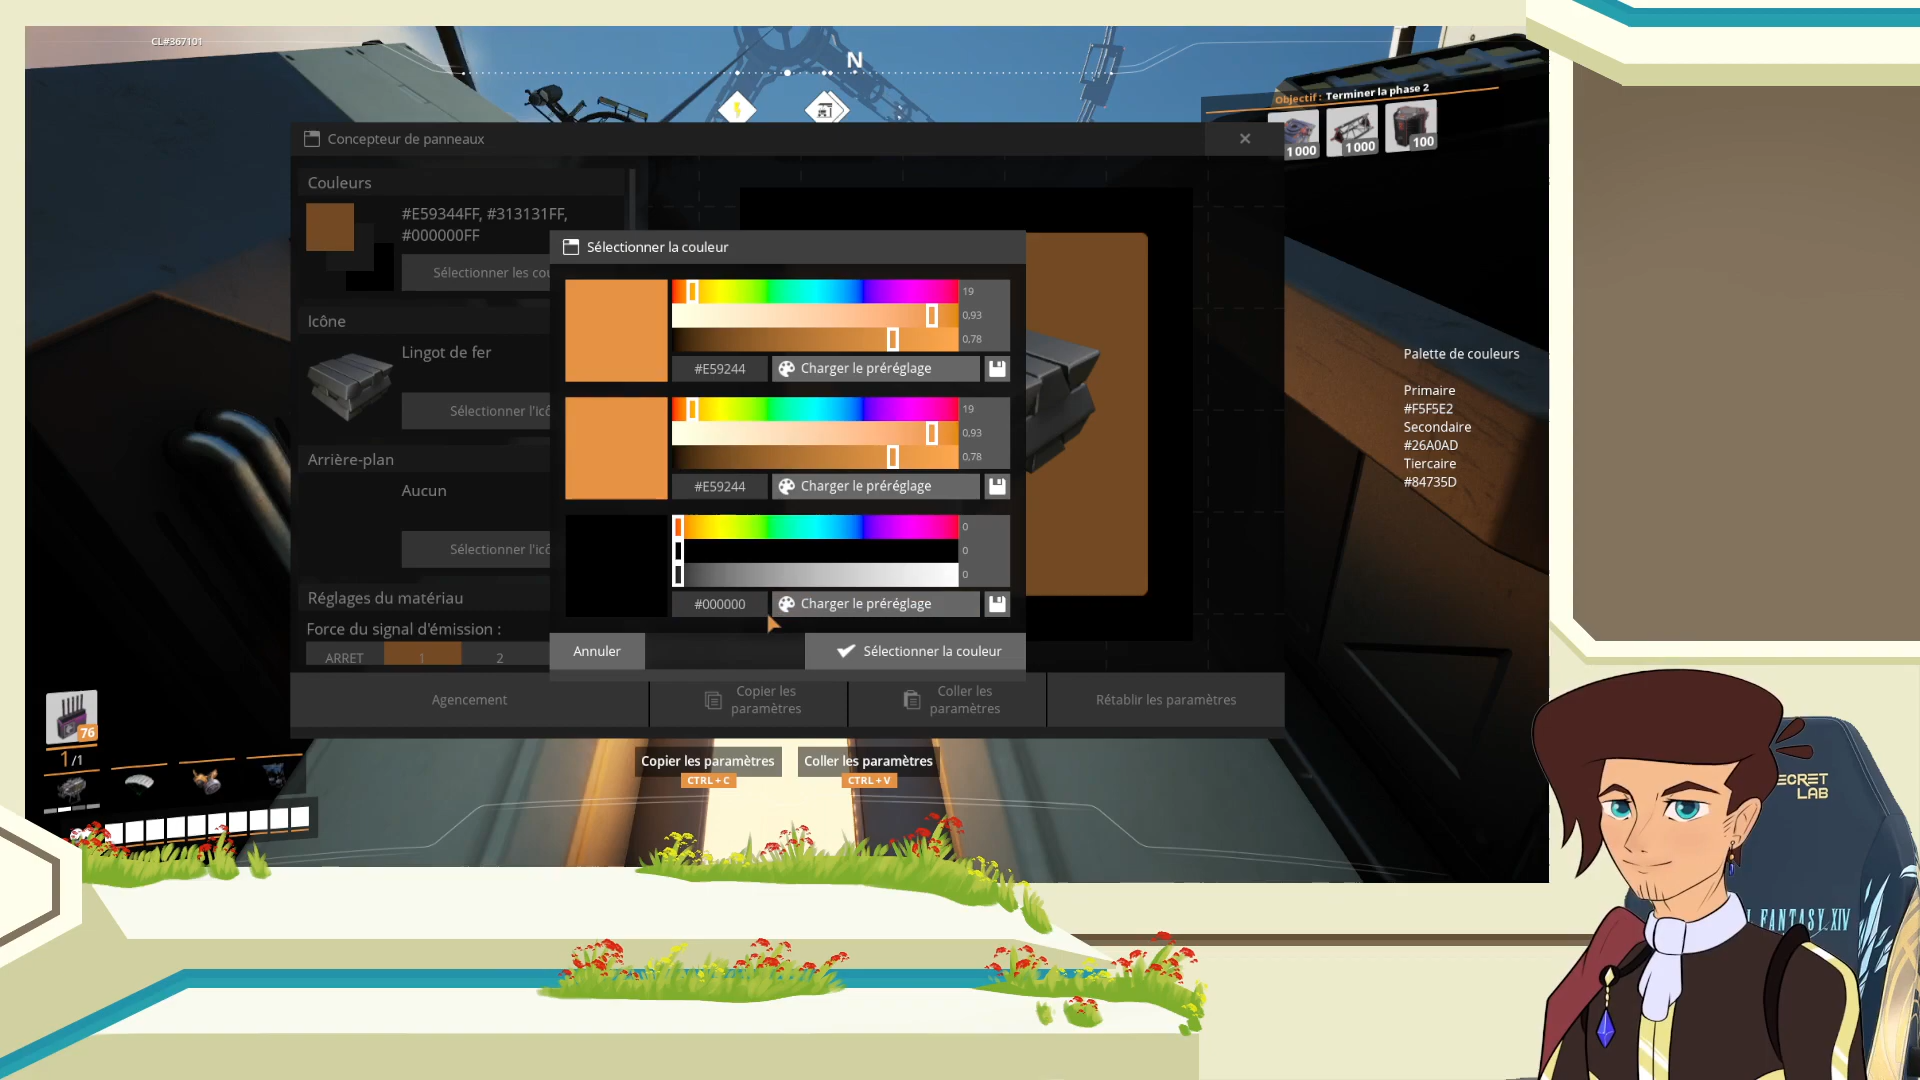 CL#367101
N
Objectif : Terminer la phase 2
1 000
1 000
100
Concepteur de panneaux
Couleurs
#E59344FF, #313131FF,
#000000FF
Sélectionner les cou
Icône
Lingot de fer
Sélectionner l'icô
Arrière-plan
Aucun
Sélectionner l'icô
Réglages du matériau
Force du signal d'émission :
ARRET
1
2
Sélectionner la couleur
19
0,93
0,78
#E59244
Charger le préréglage
19
0,93
0,78
#E59244
Charger le préréglage
0
0
0
#000000
Charger le préréglage
Annuler
Sélectionner la couleur
Agencement
Copier les
paramètres
Coller les
paramètres
Rétablir les paramètres
Copier les paramètres
CTRL + C
Coller les paramètres
CTRL + V
Palette de couleurs
Primaire
#F5F5E2
Secondaire
#26A0AD
Tiercaire
#84735D
76
1/1
ECRET
LAB
L FANTASY XIV